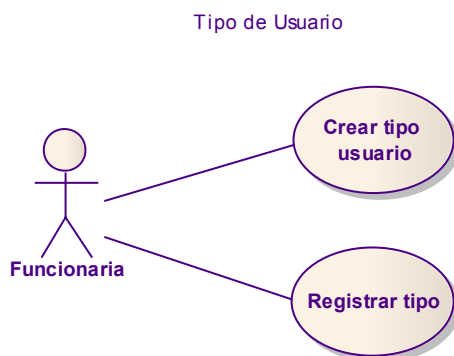 Tipo de Usuario
Crear tipo
usuario
Funcionaria
Registrar tipo